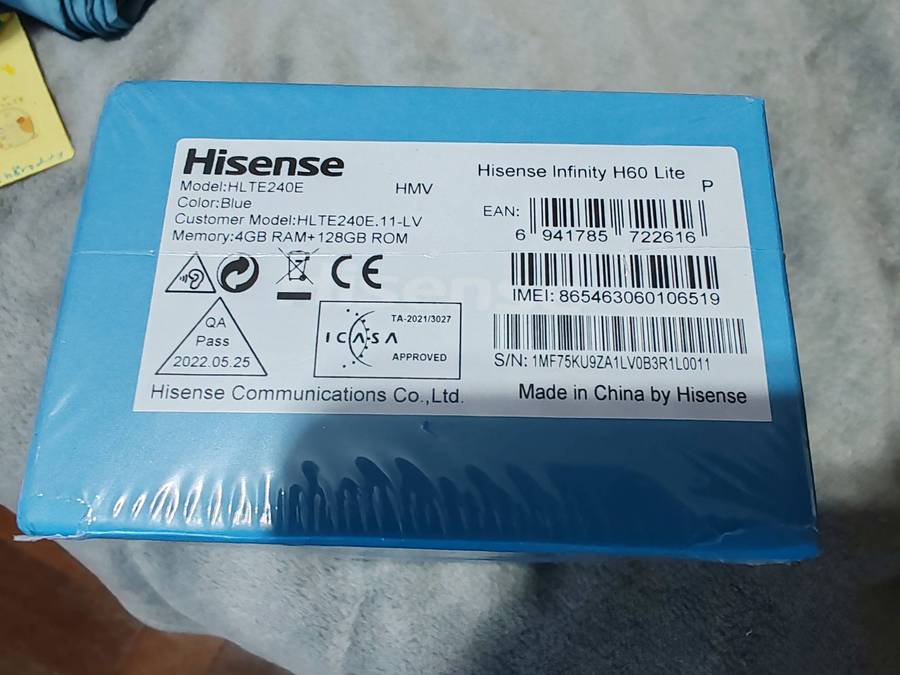 Hisense
Model:HLTE240E
HMV
Color:Blue
Customer Model:HLTE240E.11-LV
Memory:4GB RAM+128GB ROM
Hisense Infinity H60 Lite
P
EAN:
6 941785 722616
IMEI: 865463060106519
S/N: 1MF75KU9ZA1LV0B3R1L0011
CE
QA
Pass
2022.05.25
TA-2021/3027
ICASA
APPROVED
Hisense Communications Co.,Ltd.
Made in China by Hisense